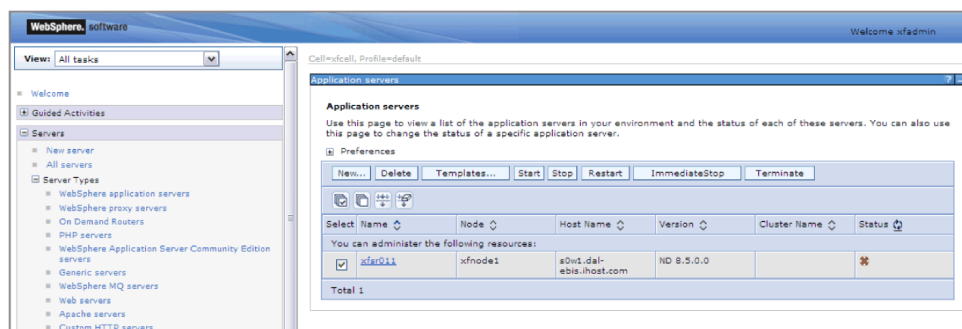 WebSphere. software
Welcome xfadmin
View: All tasks
Welcome
Guided Activities
Servers
New server
All servers
Server Types
WebSphere application servers
WebSphere proxy servers
On Demand Routers
PHP servers
WebSphere Application Server Community Edition
servers
Generic servers
WebSphere MQ servers
Web servers
Apache servers
Custom HTTP servers
Cell=xfcell, Profile=default
Application servers
?
Application servers
Use this page to view a list of the application servers in your environment and the status of each of these servers. You can also use
this page to change the status of a specific application server.
Preferences
New... Delete Templates... Start Stop Restart ImmediateStop Terminate
Select Name Node Host Name Version Cluster Name Status
You can administer the following resources:
xfsr011 xfnode1 s0w1.dal- ND 8.5.0.0
ebis.ihost.com
Total 1